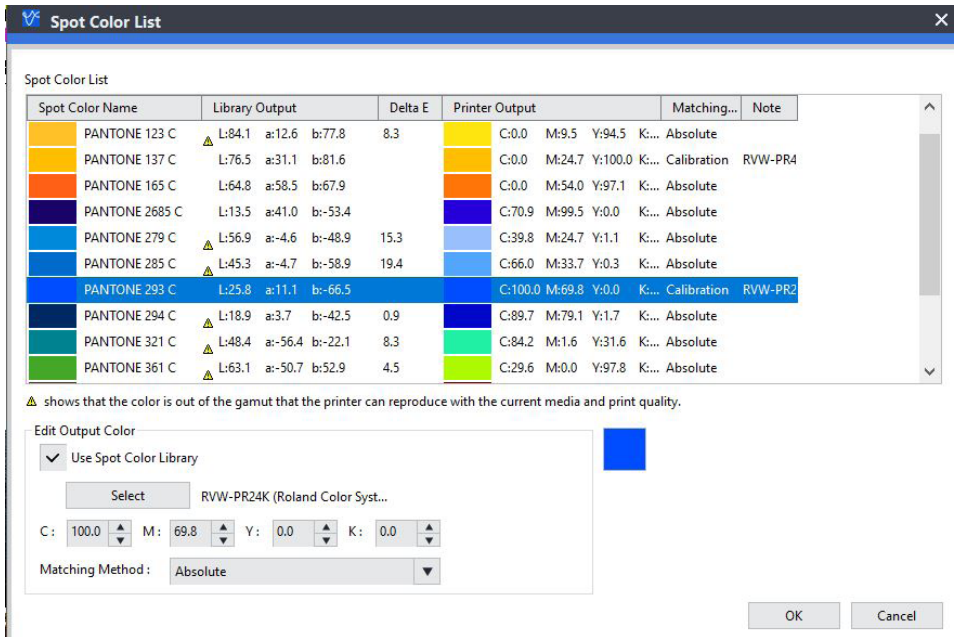 Spot Color List
Spot Color List
Spot Color Name Library Output Delta E Printer Output Matching... Note
PANTONE 123 C L:84.1 a:12.6 b:77.8 8.3 C:0.0 M:9.5 Y:94.5 K:... Absolute
PANTONE 137 C L:76.5 a:31.1 b:81.6 C:0.0 M:24.7 Y:100.0 K:... Calibration RVW-PR4
PANTONE 165 C L:64.8 a:58.5 b:67.9 C:0.0 M:54.0 Y:97.1 K:... Absolute
PANTONE 2685 C L:13.5 a:41.0 b:-53.4 C:70.9 M:99.5 Y:0.0 K:... Absolute
PANTONE 279 C L:56.9 a:-4.6 b:-48.9 15.3 C:39.8 M:24.7 Y:1.1 K:... Absolute
PANTONE 285 C L:45.3 a:-4.7 b:-58.9 19.4 C:66.0 M:33.7 Y:0.3 K:... Absolute
PANTONE 293 C L:25.8 a:11.1 b:-66.5 C:100.0 M:69.8 Y:0.0 K:... Calibration RVW-PR2
PANTONE 294 C L:18.9 a:3.7 b:-42.5 0.9 C:89.7 M:79.1 Y:1.7 K:... Absolute
PANTONE 321 C L:48.4 a:-56.4 b:-22.1 8.3 C:84.2 M:1.6 Y:31.6 K:... Absolute
PANTONE 361 C L:63.1 a:-50.7 b:52.9 4.5 C:29.6 M:0.0 Y:97.8 K:... Absolute
shows that the color is out of the gamut that the printer can reproduce with the current media and print quality.
Edit Output Color
Use Spot Color Library
Select RVW-PR24K (Roland Color Syst...
C: 100.0 M: 69.8 Y: 0.0 K: 0.0
Matching Method: Absolute
OK Cancel